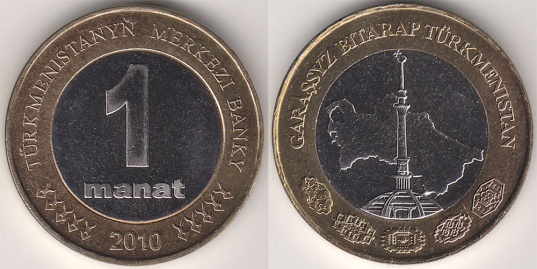 TÜRKMENISTANYŇ MERKEZI BANKY
1
manat
2010
GARAŞSYZ BITARAP TÜRKMENISTAN